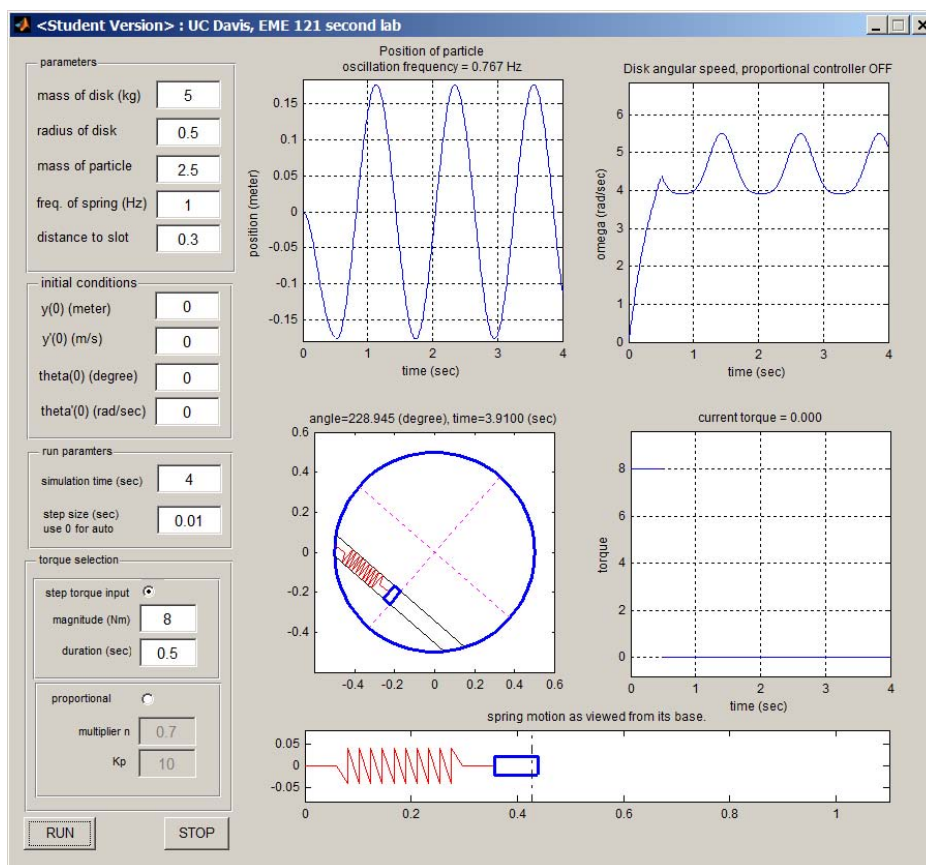 <Student Version> : UC Davis, EME 121 second lab
parameters
mass of disk (kg) 5
radius of disk 0.5
mass of particle 2.5
freq. of spring (Hz) 1
distance to slot 0.3
initial conditions
y(0) (meter) 0
y'(0) (m/s) 0
theta(0) (degree) 0
theta'(0) (rad/sec) 0
run paramters
simulation time (sec) 4
step size (sec)
use 0 for auto 0.01
torque selection
step torque input
magnitude (Nm) 8
duration (sec) 0.5
proportional
multiplier n 0.7
Kp 10
RUN STOP
Position of particle
oscillation frequency = 0.767 Hz
position (meter)
0.15
0.1
0.05
0
-0.05
-0.1
-0.15
0 1 2 3 4
time (sec)
Disk angular speed, proportional controller OFF
omega (rad/sec)
6
5
4
3
2
1
0
0 1 2 3 4
time (sec)
angle=228.945 (degree), time=3.9100 (sec)
0.6
0.4
0.2
0
-0.2
-0.4
-0.4 -0.2 0 0.2 0.4 0.6
current torque = 0.000
torque
8
6
4
2
0
0 1 2 3 4
time (sec)
spring motion as viewed from its base.
0.05
0
-0.05
0 0.2 0.4 0.6 0.8 1